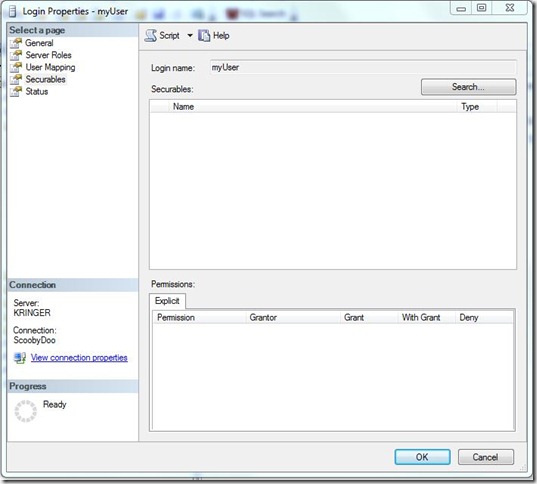 Login Properties - myUser
Select a page
General
Server Roles
User Mapping
Securables
Status
Script Help
Login name: myUser
Securables:
Search...
Name Type
Connection
Server:
KRINGER
Connection:
ScoobyDoo
View connection properties
Progress
Ready
Permissions:
Explicit
Permission Grantor Grant With Grant Deny
OK Cancel